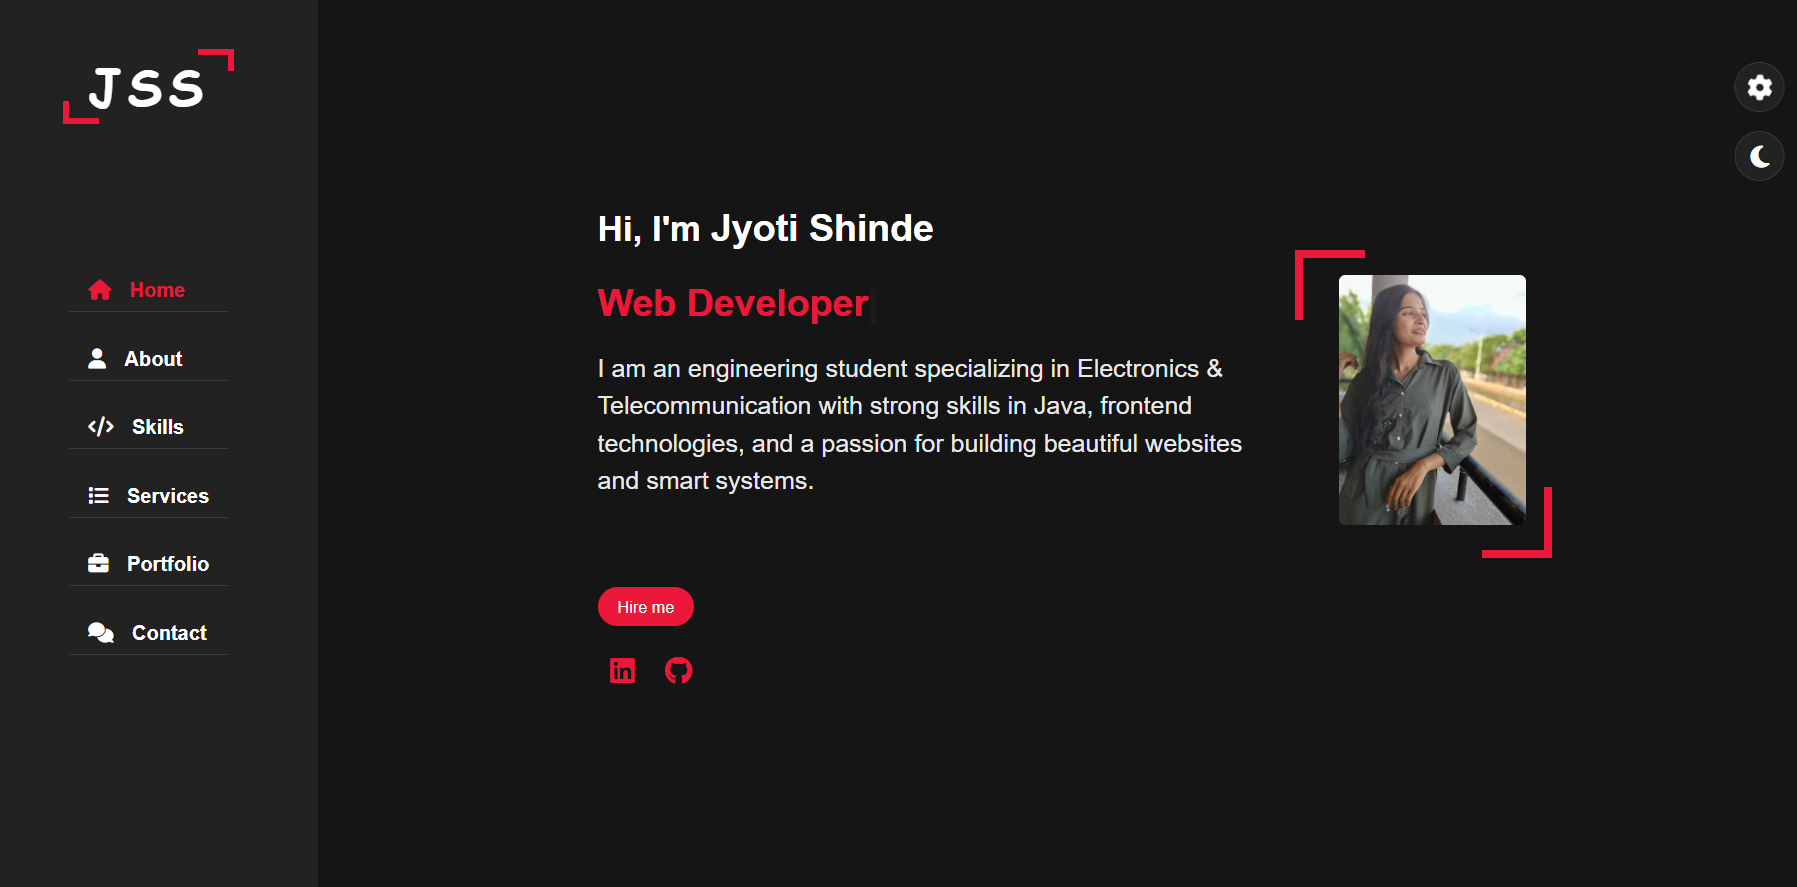 JSS
Home
About
Skills
Services
Portfolio
Contact
Hi, I'm Jyoti Shinde
Web Developer
I am an engineering student specializing in Electronics &
Telecommunication with strong skills in Java, frontend
technologies, and a passion for building beautiful websites
and smart systems.
Hire me